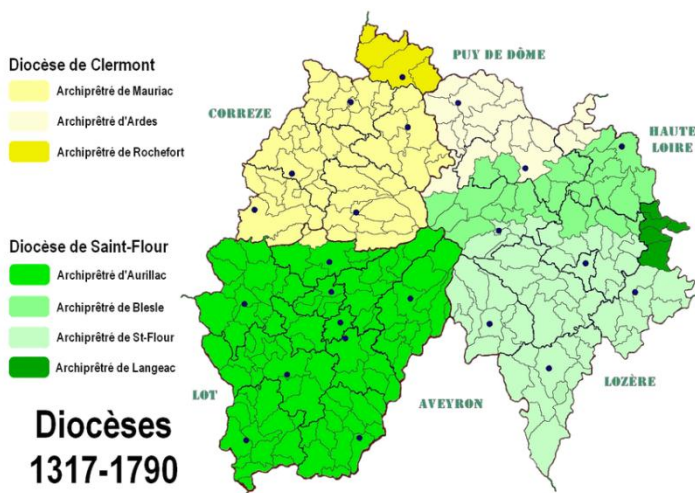 Diocèse de Clermont
Archiprêtré de Mauriac
Archiprêtré d'Ardes
Archiprêtré de Rochefort
Diocèse de Saint-Flour
Archiprêtré d'Aurillac
Archiprêtré de Blesle
Archiprêtré de St-Flour
Archiprêtré de Langeac
Diocèses
1317-1790
PUY DE DÔME
CORREZE
HAUTE
LOIRE
LOT
AVEYRON
LOZÈRE